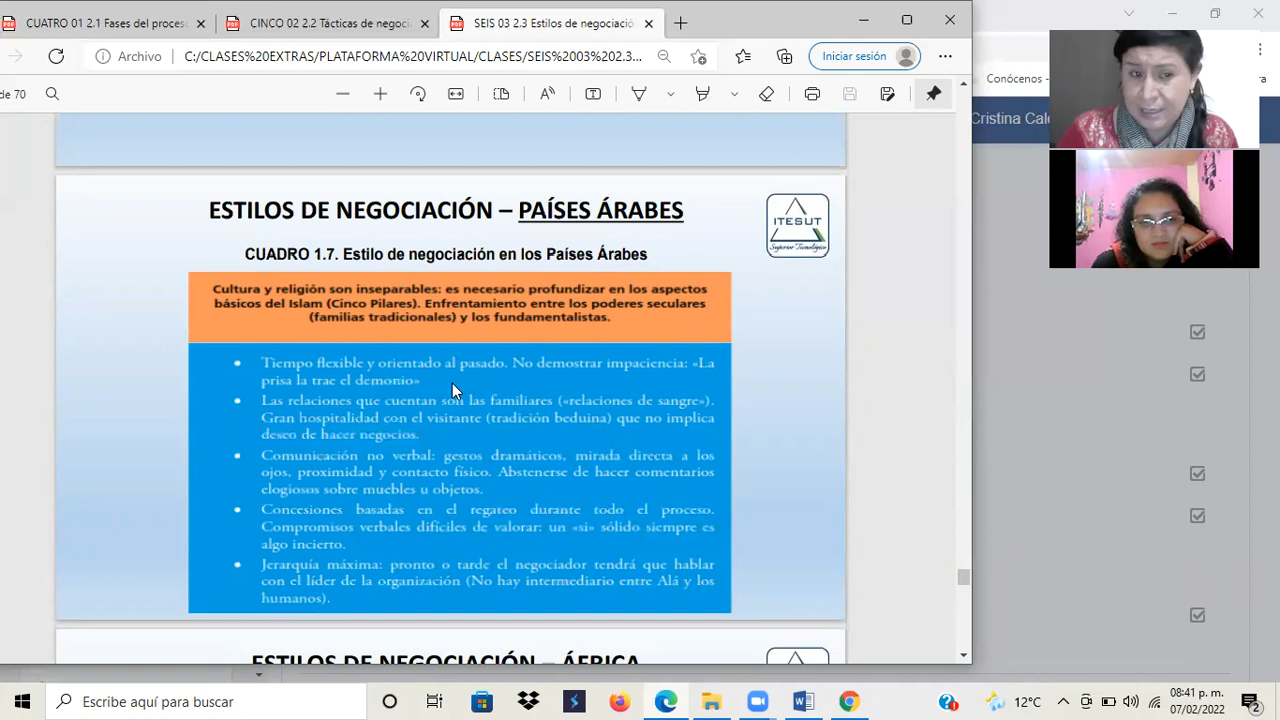 CUATRO 01 2.1 Fases del proceso
CINCO 02 2.2 Tácticas de negoci
SEIS 03 2.3 Estilos de negociació
Archivo
C:/CLASES%20EXTRAS/PLATAFORMA%20VIRTUAL/CLASES/SEIS%2003%202.3...
Iniciar sesión
Conócenos
de 70
Cristina Cal
ESTILOS DE NEGOCIACIÓN – PAÍSES ÁRABES
ITESUT
Superior Tecnológico
CUADRO 1.7. Estilo de negociación en los Países Árabes
Cultura y religión son inseparables: es necesario profundizar en los aspectos
básicos del Islam (Cinco Pilares). Enfrentamiento entre los poderes seculares
(familias tradicionales) y los fundamentalistas.
• Tiempo flexible y orientado al pasado. No demostrar impaciencia: «La
prisa la trae el demonio»
• Las relaciones que cuentan son las familiares («relaciones de sangre»).
Gran hospitalidad con el visitante (tradición beduina) que no implica
deseo de hacer negocios.
• Comunicación no verbal: gestos dramáticos, mirada directa a los
ojos, proximidad y contacto físico. Abstenerse de hacer comentarios
elogiosos sobre muebles u objetos.
• Concesiones basadas en el regateo durante todo el proceso.
Compromisos verbales difíciles de valorar: un «si» sólido siempre es
algo incierto.
• Jerarquía máxima: pronto o tarde el negociador tendrá que hablar
con el líder de la organización (No hay intermediario entre Alá y los
humanos).
ESTILOS DE NEGOCIACIÓN – ÁFRICA
Escribe aquí para buscar
12°C
08:41 p. m.
07/02/2022
2